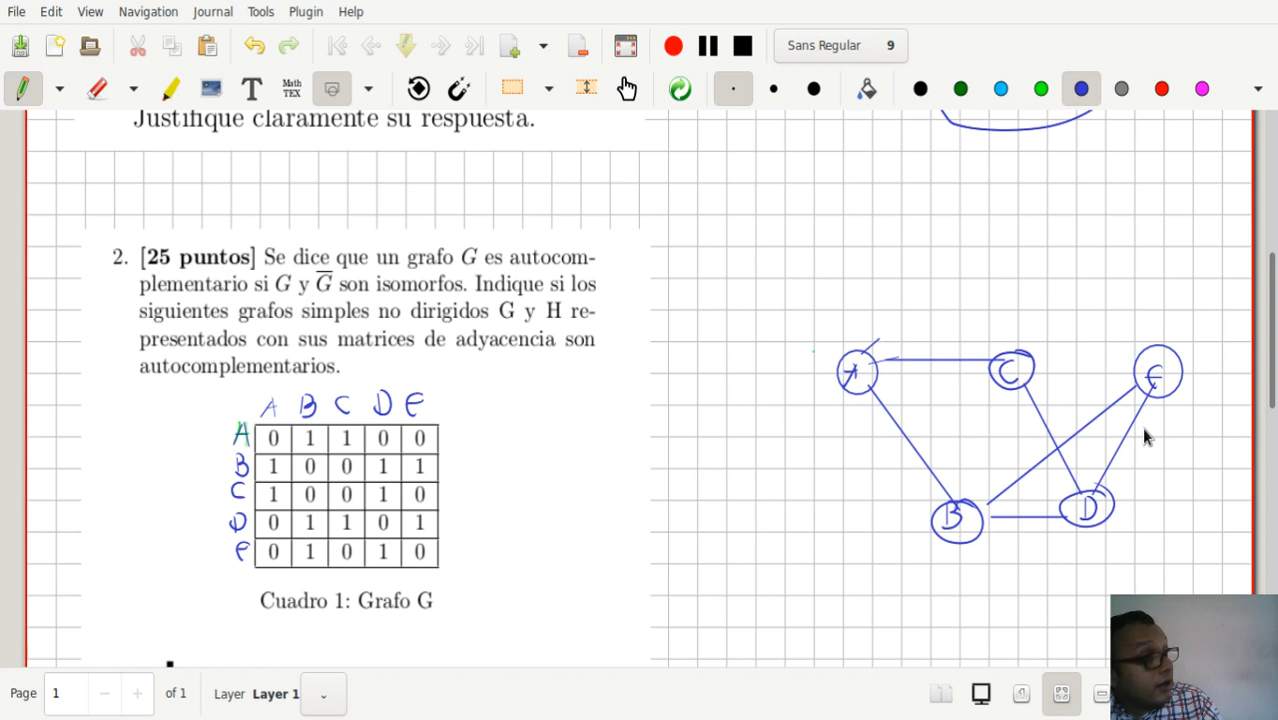 File Edit View Navigation Journal Tools Plugin Help
Sans Regular 9
T Math TEX
Justifique claramente su respuesta.
2. [25 puntos] Se dice que un grafo G es autocom-
plementario si G y G̅ son isomorfos. Indique si los
siguientes grafos simples no dirigidos G y H re-
presentados con sus matrices de adyacencia son
autocomplementarios.
A B C D E
A 0 1 1 0 0
B 1 0 0 1 1
C 1 0 0 1 0
D 0 1 1 0 1
E 0 1 0 1 0
Cuadro 1: Grafo G
A C E
B D
Page 1 of 1 Layer Layer 1